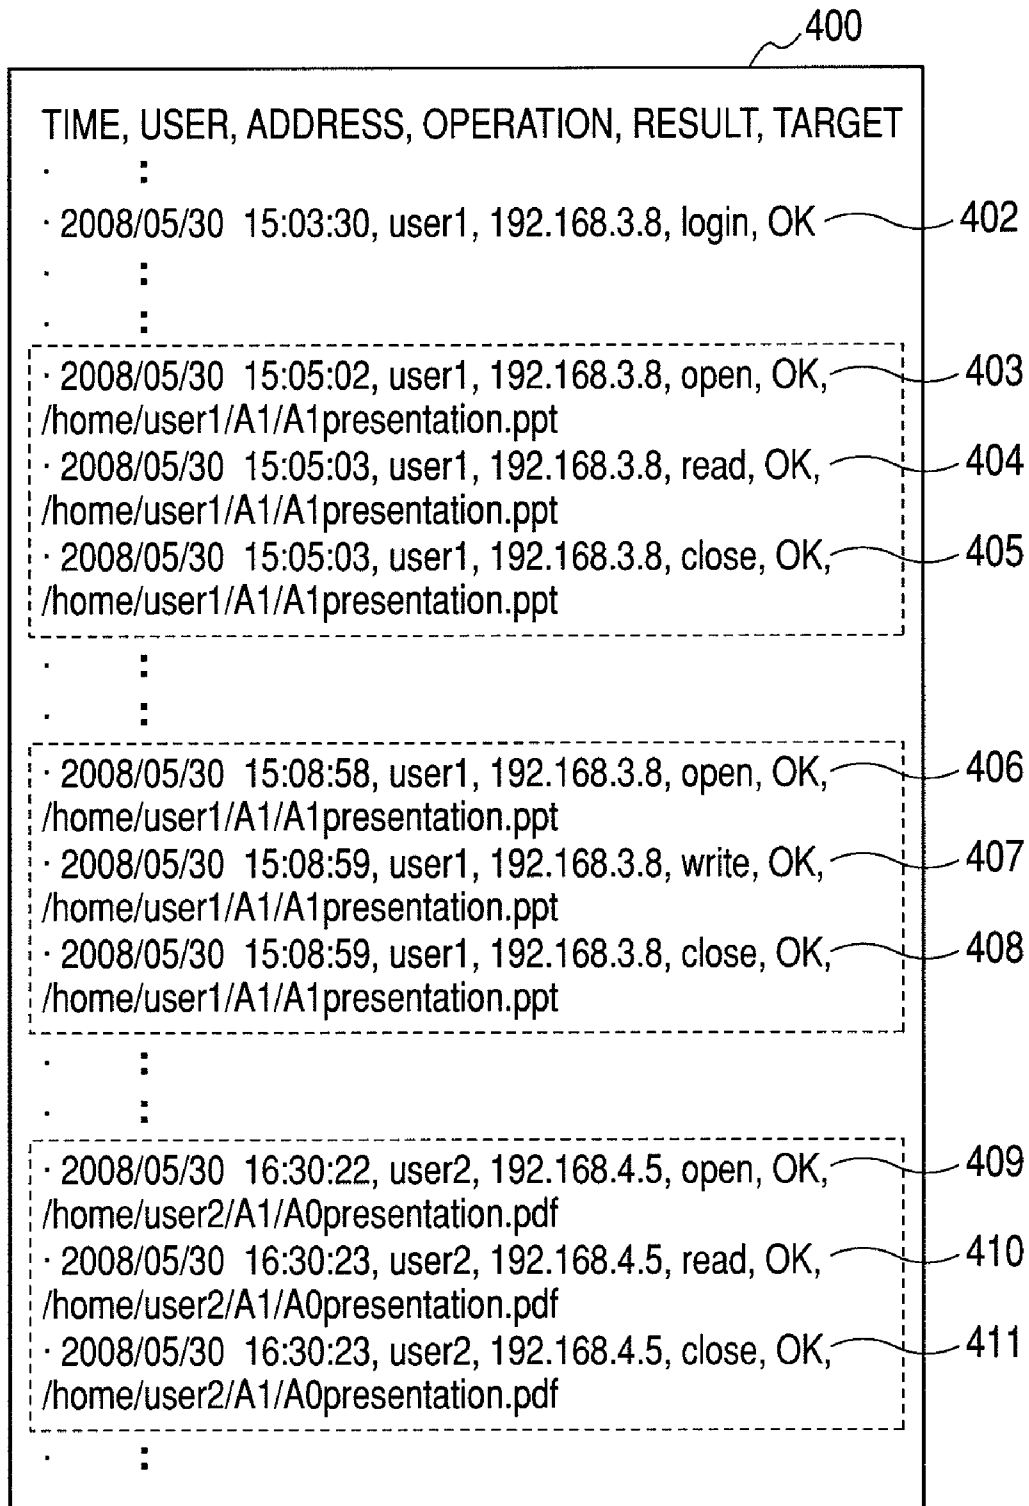 400
TIME, USER, ADDRESS, OPERATION, RESULT, TARGET
· :
· 2008/05/30 15:03:30, user1, 192.168.3.8, login, OK 402
· :
· :
· 2008/05/30 15:05:02, user1, 192.168.3.8, open, OK, 403
/home/user1/A1/A1presentation.ppt
· 2008/05/30 15:05:03, user1, 192.168.3.8, read, OK, 404
/home/user1/A1/A1presentation.ppt
· 2008/05/30 15:05:03, user1, 192.168.3.8, close, OK, 405
/home/user1/A1/A1presentation.ppt
· :
· :
· 2008/05/30 15:08:58, user1, 192.168.3.8, open, OK, 406
/home/user1/A1/A1presentation.ppt
· 2008/05/30 15:08:59, user1, 192.168.3.8, write, OK, 407
/home/user1/A1/A1presentation.ppt
· 2008/05/30 15:08:59, user1, 192.168.3.8, close, OK, 408
/home/user1/A1/A1presentation.ppt
· :
· :
· 2008/05/30 16:30:22, user2, 192.168.4.5, open, OK, 409
/home/user2/A1/A0presentation.pdf
· 2008/05/30 16:30:23, user2, 192.168.4.5, read, OK, 410
/home/user2/A1/A0presentation.pdf
· 2008/05/30 16:30:23, user2, 192.168.4.5, close, OK, 411
/home/user2/A1/A0presentation.pdf
· :